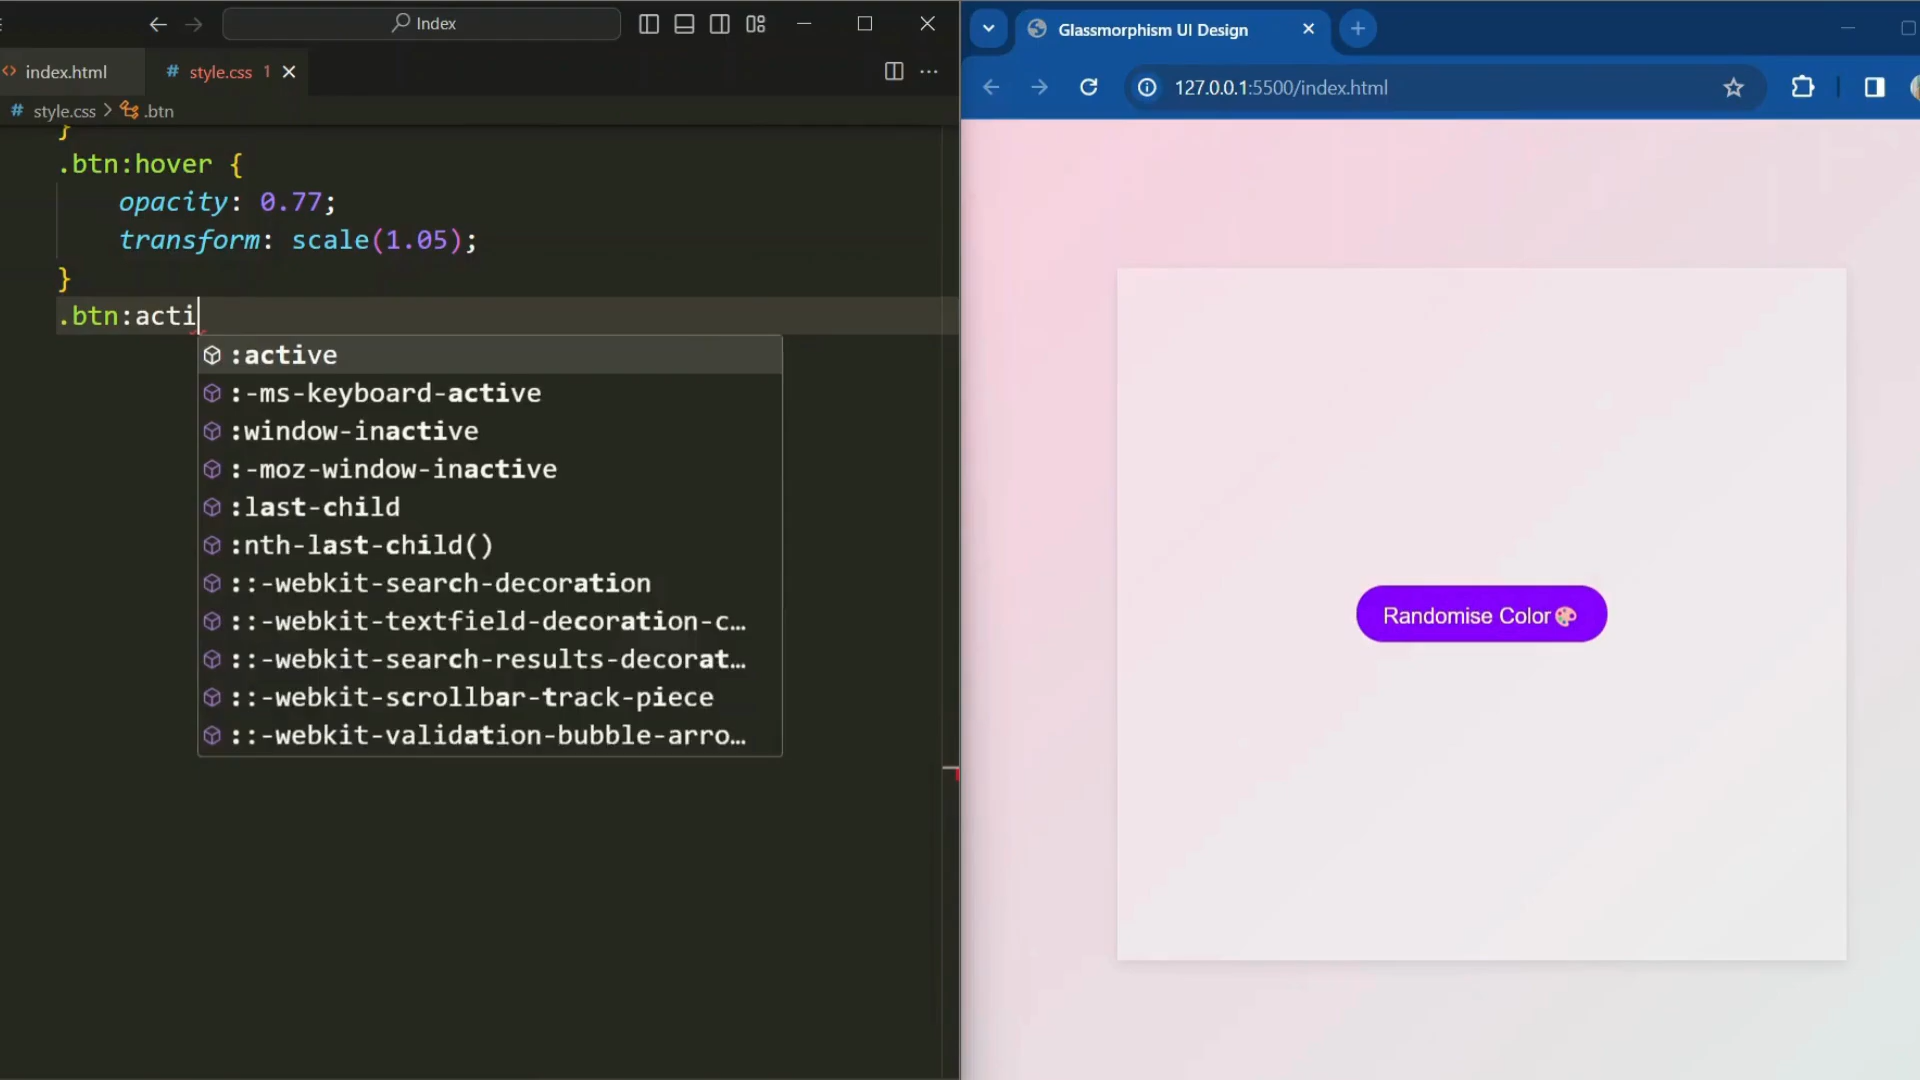 Index
index.html
# style.css 1
# style.css > .btn
}
.btn:hover {
opacity: 0.77;
transform: scale(1.05);
}
.btn:acti
:active
:-ms-keyboard-active
:window-inactive
:-moz-window-inactive
:last-child
:nth-last-child()
::-webkit-search-decoration
::-webkit-textfield-decoration-c…
::-webkit-search-results-decorat…
::-webkit-scrollbar-track-piece
::-webkit-validation-bubble-arro…
Glassmorphism UI Design
127.0.0.1:5500/index.html
Randomise Color🎨